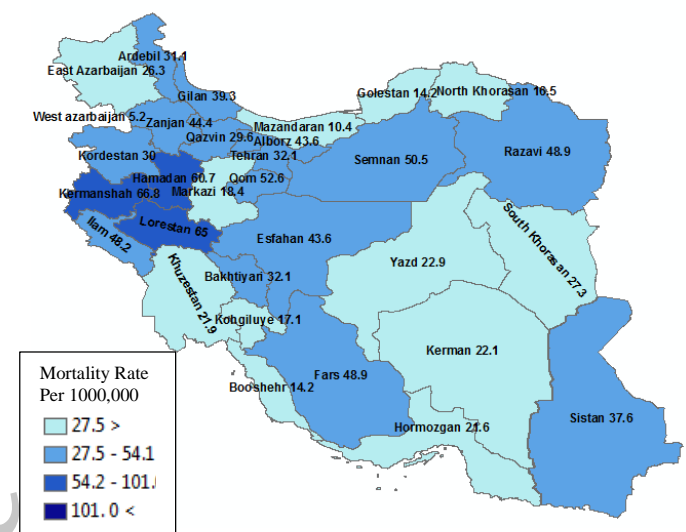 Ardebil 31.1
East Azarbaijan 26.3
Gilan 39.3
Golestan 14.2
North Khorasan 16.5
West azarbaijan 5.2
Zanjan 44.4
Mazandaran 10.4
Qazvin 29.6
Alborz 43.6
Kordestan 30
Tehran 32.1
Semnan 50.5
Razavi 48.9
Hamadan 60.7
Qom 52.6
Kermanshah 66.8
Markazi 18.4
Ilam 48.2
Lorestan 65
Esfahan 43.6
South Khorasan 27.3
Khuzestan 21.9
Bakhtiyari 32.1
Yazd 22.9
Kohgiluye 17.1
Kerman 22.1
Fars 48.9
Booshehr 14.2
Hormozgan 21.6
Sistan 37.6
Mortality Rate
Per 1000,000
27.5 >
27.5 - 54.1
54.2 - 101.
101. 0 <